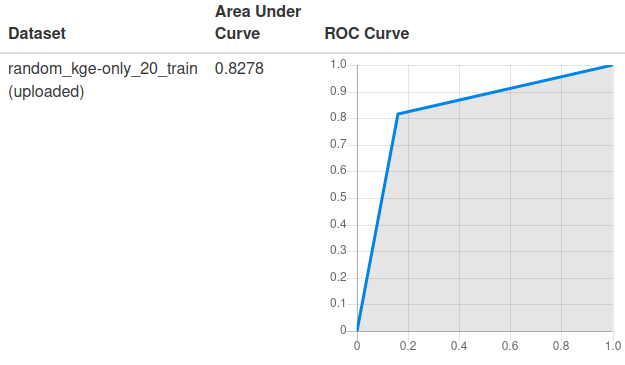 Dataset
Area Under
Curve
ROC Curve
random_kge-only_20_train
(uploaded)
0.8278
1.0
0.9
0.8
0.7
0.6
0.5
0.4
0.3
0.2
0.1
0
0 0.2 0.4 0.6 0.8 1.0